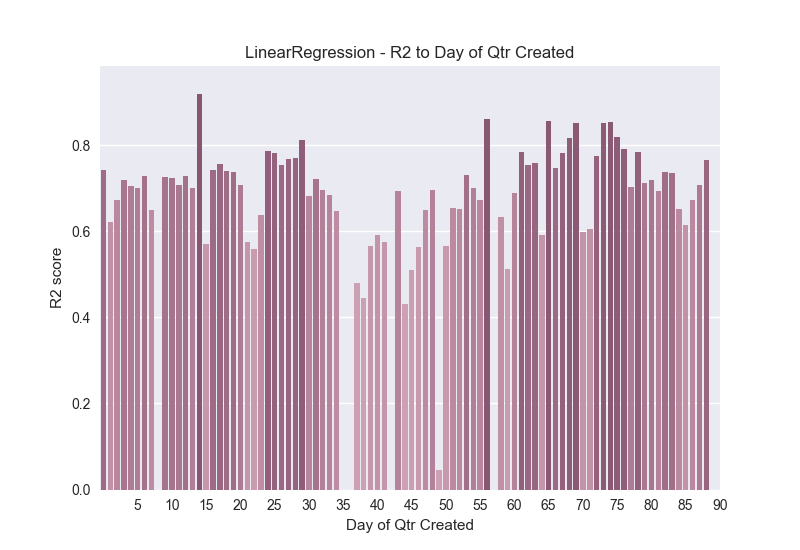 LinearRegression - R2 to Day of Qtr Created
R2 score
0.8
0.6
0.4
0.2
0.0
5 10 15 20 25 30 35 40 45 50 55 60 65 70 75 80 85 90
Day of Qtr Created